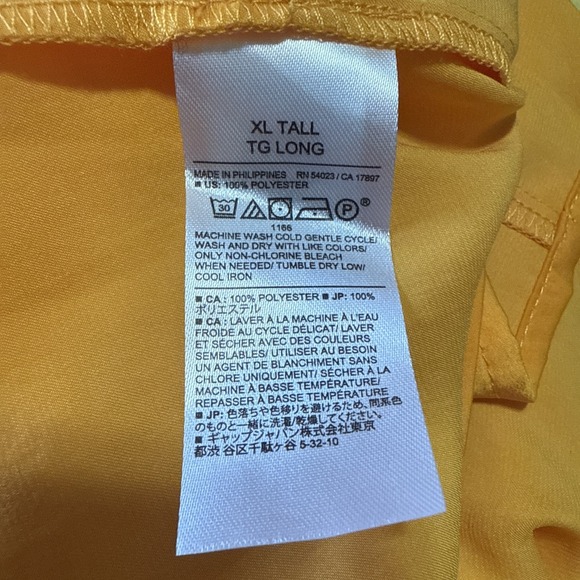 XL TALL
TG LONG
MADE IN PHILIPPINES RN 54023 / CA 17897
■ US: 100% POLYESTER
30 P ®
1166
MACHINE WASH COLD GENTLE CYCLE/
WASH AND DRY WITH LIKE COLORS/
ONLY NON-CHLORINE BLEACH
WHEN NEEDED/ TUMBLE DRY LOW/
COOL IRON
■ CA : 100% POLYESTER ■ JP: 100%
ポリエステル
■ CA : LAVER À LA MACHINE À L'EAU
FROIDE AU CYCLE DÉLICAT/ LAVER
ET SÉCHER AVEC DES COULEURS
SEMBLABLES/ UTILISER AU BESOIN
UN AGENT DE BLANCHIMENT SANS
CHLORE UNIQUEMENT/ SÉCHER À LA
MACHINE À BASSE TEMPÉRATURE/
REPASSER À BASSE TEMPÉRATURE
■ JP: 色落ちや色移りを避けるため、同系色
のものと一緒に洗濯/乾燥してください。
■ ギャップジャパン株式会社東京
都渋谷区千駄ヶ谷 5-32-10